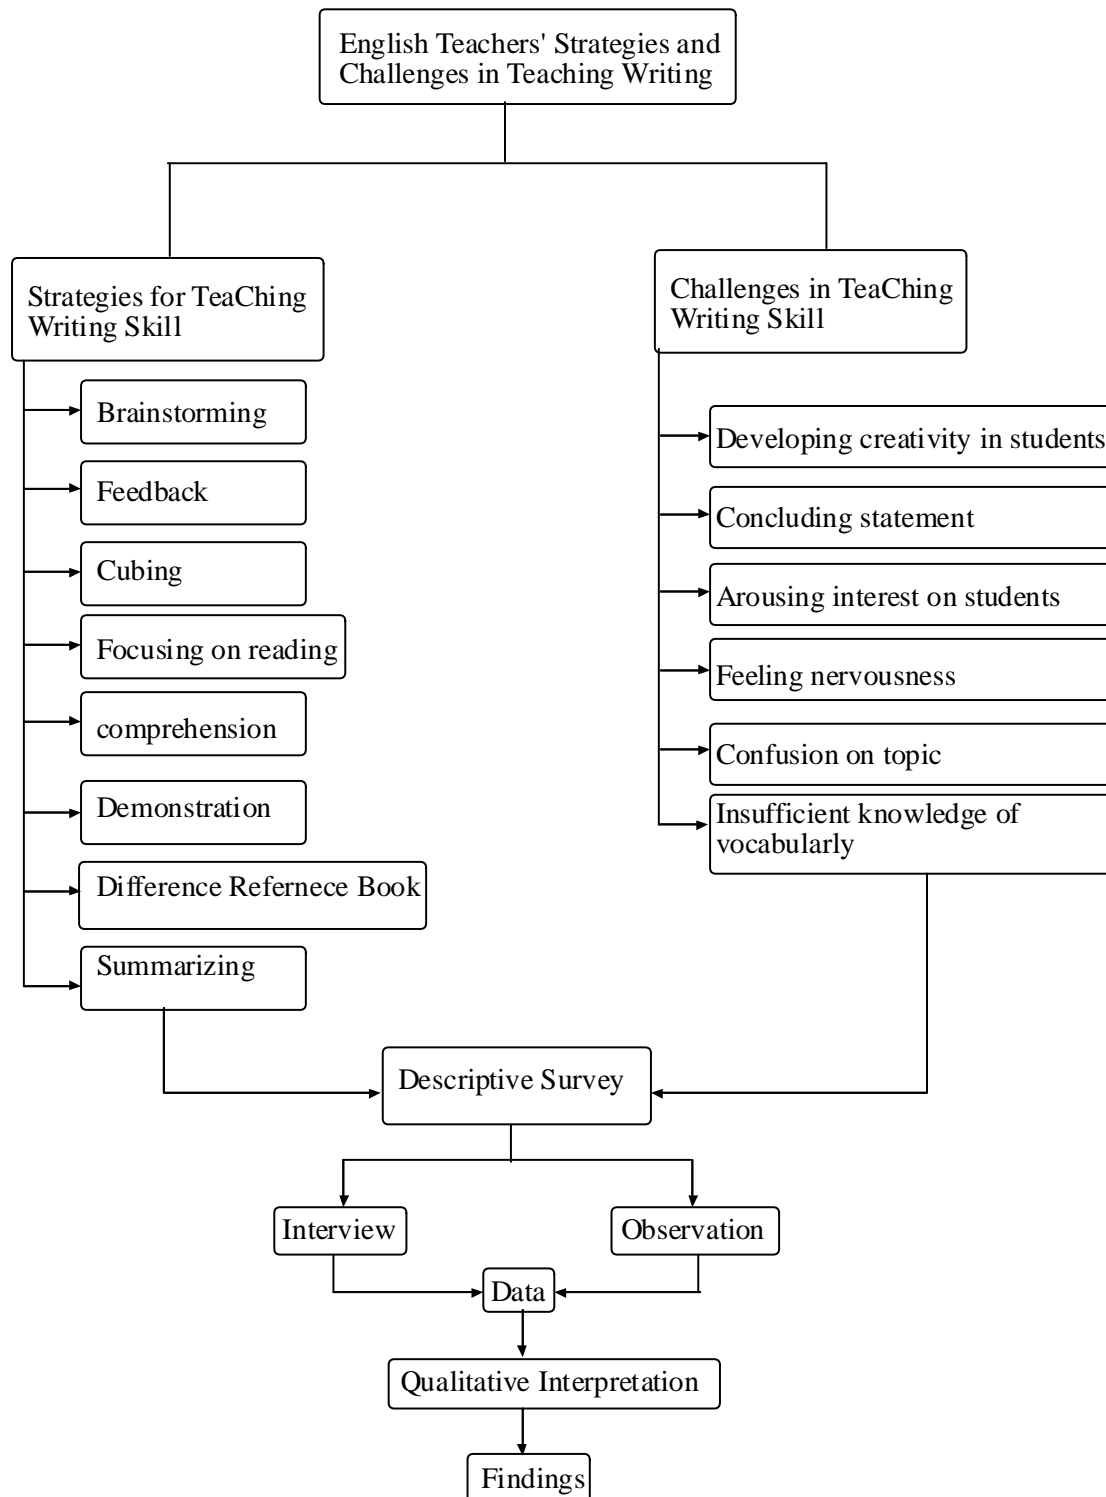 English Teachers' Strategies and
Challenges in Teaching Writing
Strategies for TeaChing
Writing Skill
Brainstorming
Feedback
Cubing
Focusing on reading
comprehension
Demonstration
Difference Refernece Book
Summarizing
Challenges in TeaChing
Writing Skill
Developing creativity in students
Concluding statement
Arousing interest on students
Feeling nervousness
Confusion on topic
Insufficient knowledge of
vocabularly
Descriptive Survey
Interview
Observation
Data
Qualitative Interpretation
Findings